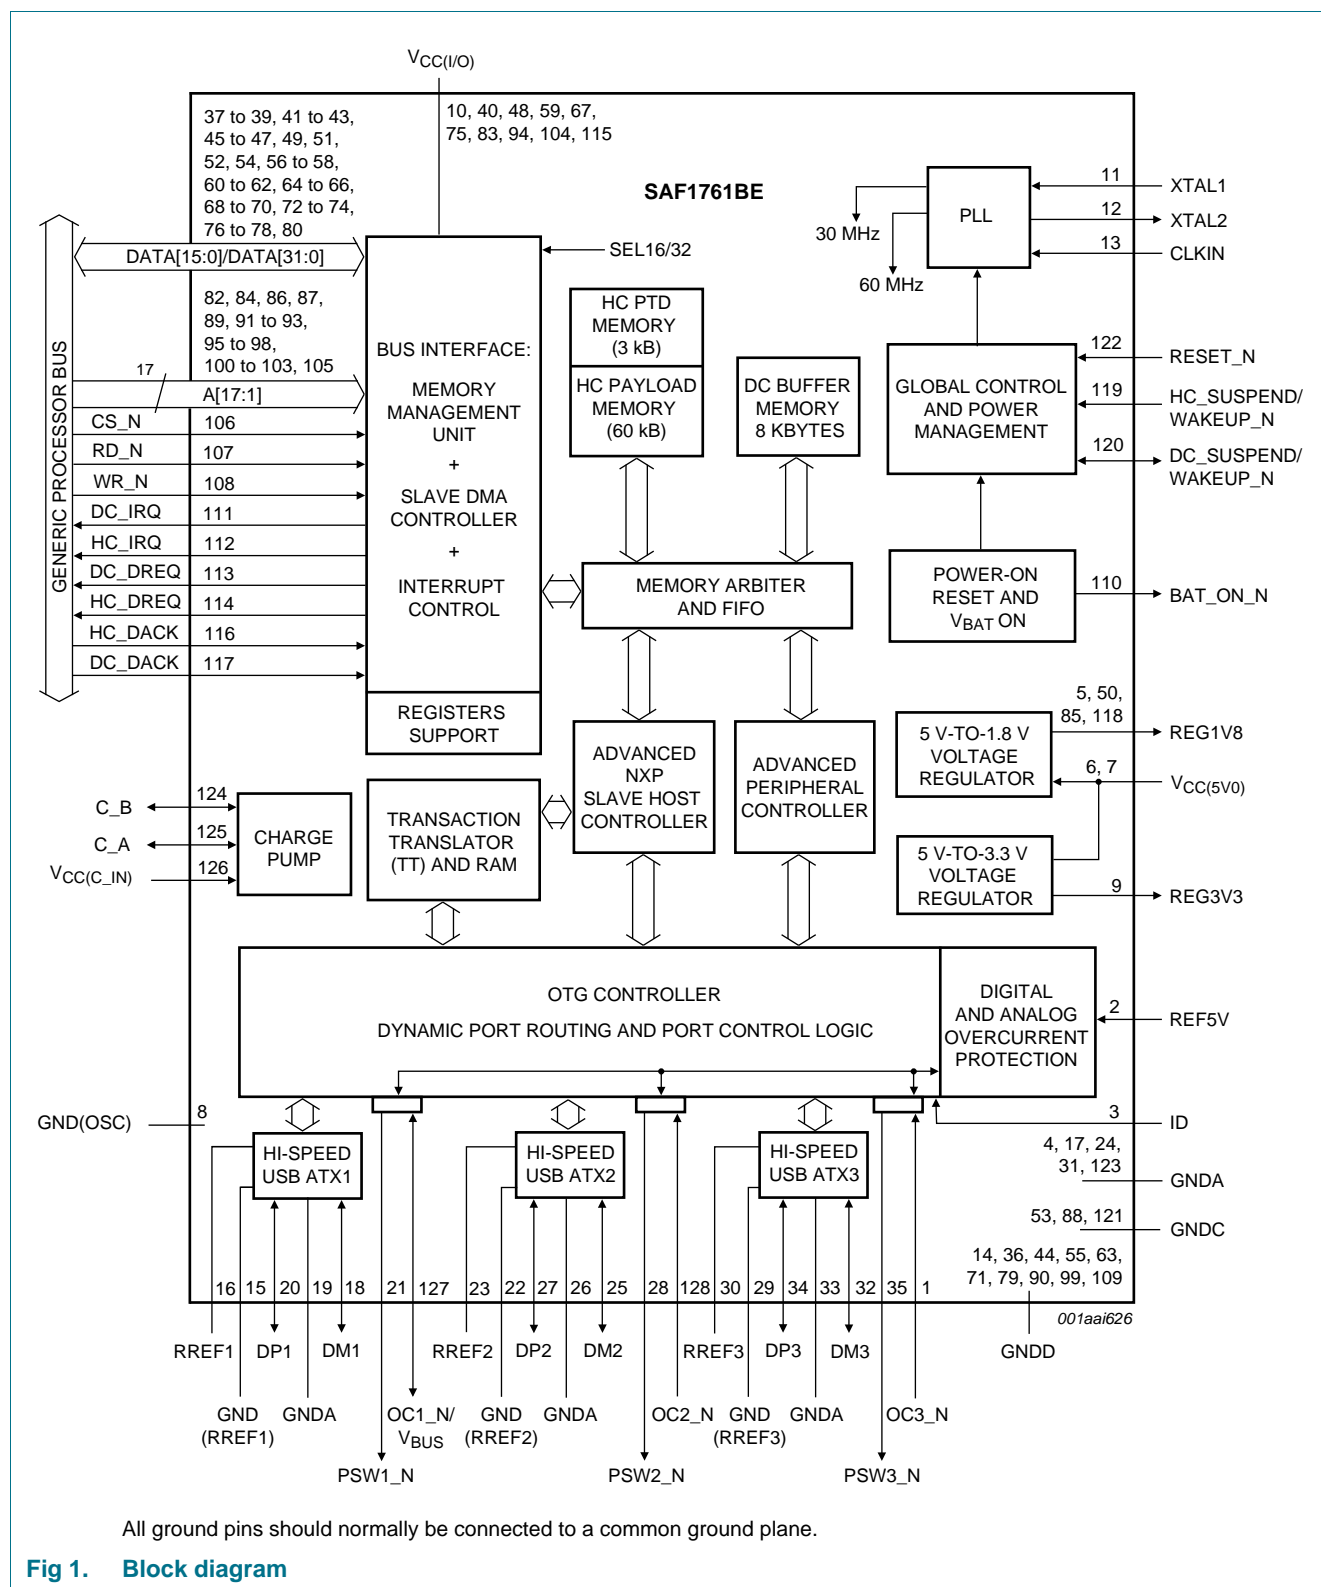 VCC(I/O)
37 to 39, 41 to 43,
45 to 47, 49, 51,
52, 54, 56 to 58,
60 to 62, 64 to 66,
68 to 70, 72 to 74,
76 to 78, 80
10, 40, 48, 59, 67,
75, 83, 94, 104, 115
SAF1761BE
PLL
30 MHz
60 MHz
11
XTAL1
12
XTAL2
13
CLKIN
GENERIC PROCESSOR BUS
DATA[15:0]/DATA[31:0]
SEL16/32
82, 84, 86, 87,
89, 91 to 93,
95 to 98,
100 to 103, 105
17
A[17:1]
CS_N
106
RD_N
107
WR_N
108
DC_IRQ
111
HC_IRQ
112
DC_DREQ
113
HC_DREQ
114
HC_DACK
116
DC_DACK
117
BUS INTERFACE:
MEMORY
MANAGEMENT
UNIT
+
SLAVE DMA
CONTROLLER
+
INTERRUPT
CONTROL
REGISTERS
SUPPORT
HC PTD
MEMORY
(3 kB)
HC PAYLOAD
MEMORY
(60 kB)
DC BUFFER
MEMORY
8 KBYTES
GLOBAL CONTROL
AND POWER
MANAGEMENT
122
RESET_N
119
HC_SUSPEND/
WAKEUP_N
120
DC_SUSPEND/
WAKEUP_N
MEMORY ARBITER
AND FIFO
POWER-ON
RESET AND
VBAT ON
110
BAT_ON_N
5, 50,
85, 118
5 V-TO-1.8 V
VOLTAGE
REGULATOR
REG1V8
6, 7
VCC(5V0)
5 V-TO-3.3 V
VOLTAGE
REGULATOR
9
REG3V3
ADVANCED
NXP
SLAVE HOST
CONTROLLER
ADVANCED
PERIPHERAL
CONTROLLER
C_B
124
C_A
125
VCC(C_IN)
126
CHARGE
PUMP
TRANSACTION
TRANSLATOR
(TT) AND RAM
OTG CONTROLLER
DYNAMIC PORT ROUTING AND PORT CONTROL LOGIC
DIGITAL
AND ANALOG
OVERCURRENT
PROTECTION
2
REF5V
GND(OSC)
8
3
ID
HI-SPEED
USB ATX1
HI-SPEED
USB ATX2
HI-SPEED
USB ATX3
4, 17, 24,
31, 123
GNDA
53, 88, 121
GNDC
14, 36, 44, 55, 63,
71, 79, 90, 99, 109
16 15 20 19 18 21 127 23 22 27 26 25 28 128 30 29 34 33 32 35 1
001aai626
RREF1 DP1 DM1 RREF2 DP2 DM2 RREF3 DP3 DM3 GNDD
GND
(RREF1)
GNDA
OC1_N/
VBUS
GND
(RREF2)
GNDA
OC2_N
GND
(RREF3)
GNDA
OC3_N
PSW1_N PSW2_N PSW3_N
All ground pins should normally be connected to a common ground plane.
Fig 1. Block diagram